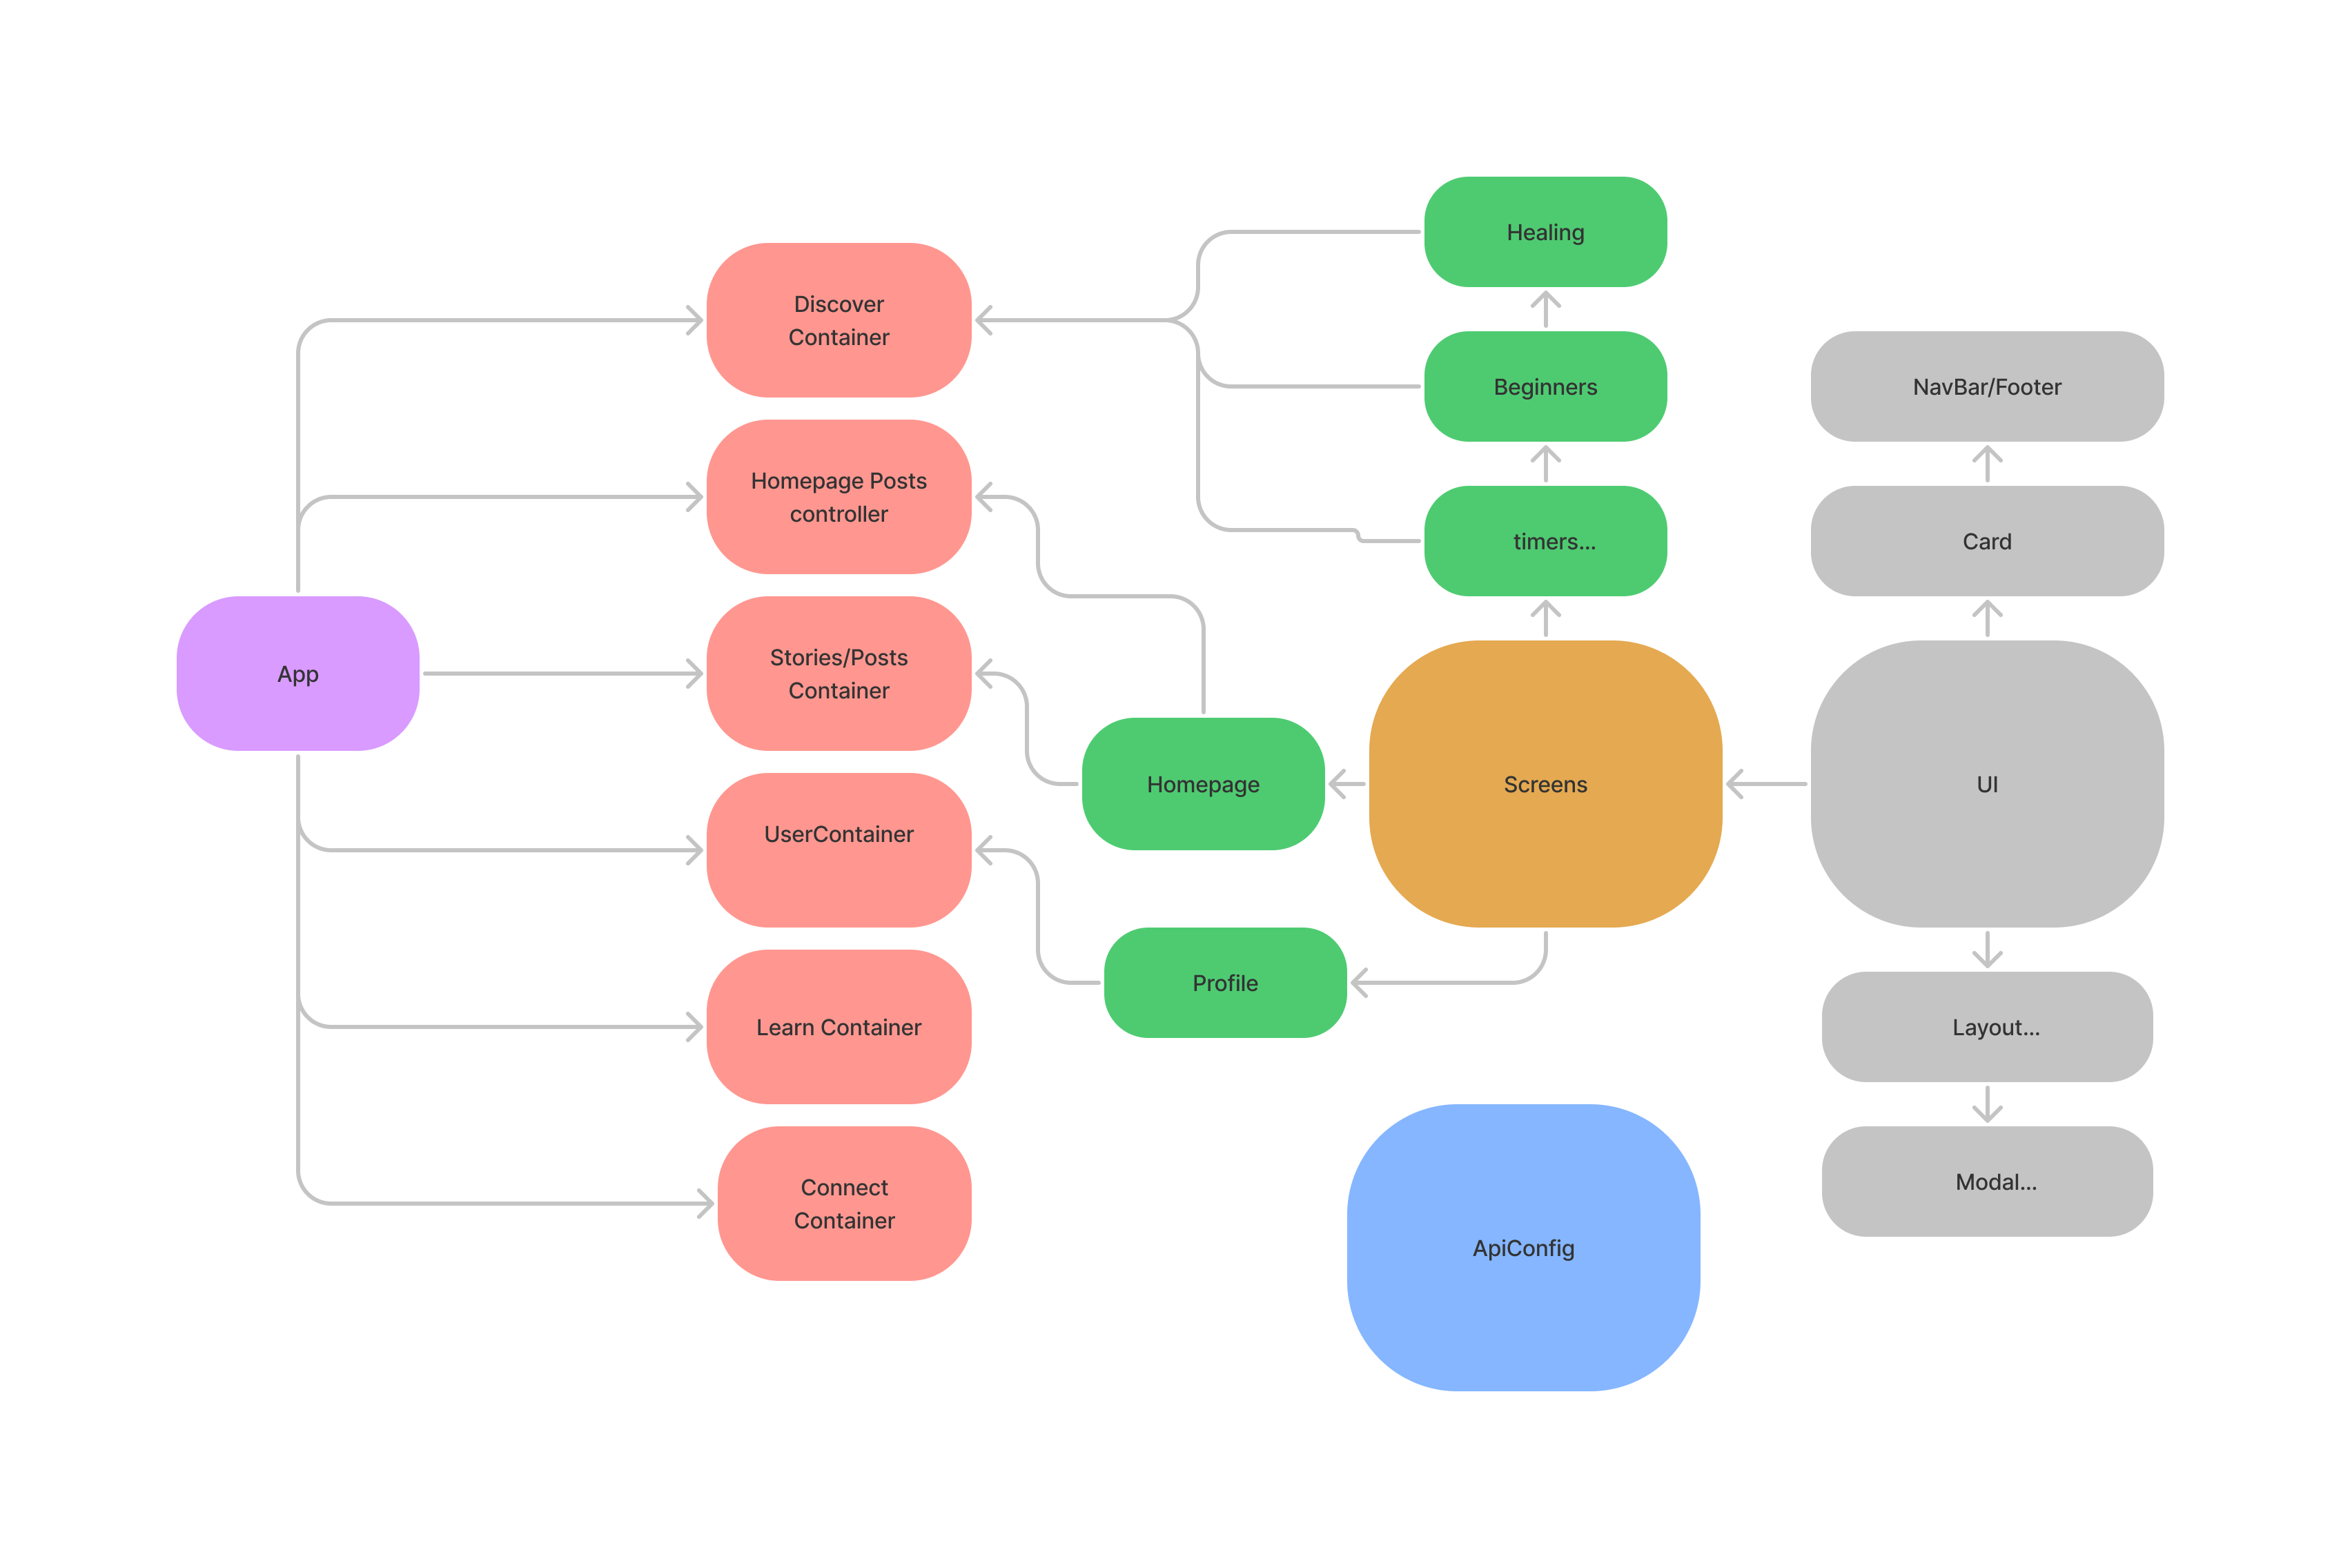 Healing
Discover
Container
Beginners
NavBar/Footer
Homepage Posts
controller
timers...
Card
Stories/Posts
Container
App
Homepage
Screens
UI
UserContainer
Profile
Learn Container
Layout...
Connect
Container
Modal...
ApiConfig